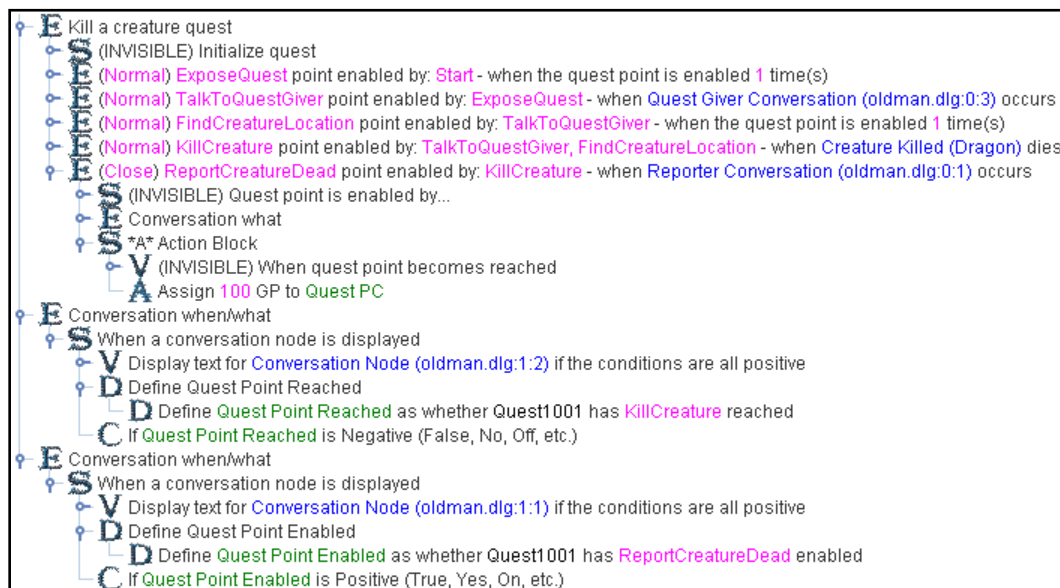 E Kill a creature quest
S (INVISIBLE) Initialize quest
E (Normal) ExposeQuest point enabled by: Start - when the quest point is enabled 1 time(s)
E (Normal) TalkToQuestGiver point enabled by: ExposeQuest - when Quest Giver Conversation (oldman.dlg:0:3) occurs
E (Normal) FindCreatureLocation point enabled by: TalkToQuestGiver - when the quest point is enabled 1 time(s)
E (Normal) KillCreature point enabled by: TalkToQuestGiver, FindCreatureLocation - when Creature Killed (Dragon) dies
E (Close) ReportCreatureDead point enabled by: KillCreature - when Reporter Conversation (oldman.dlg:0:1) occurs
S (INVISIBLE) Quest point is enabled by...
E Conversation what
S *A* Action Block
V (INVISIBLE) When quest point becomes reached
A Assign 100 GP to Quest PC
E Conversation when/what
S When a conversation node is displayed
V Display text for Conversation Node (oldman.dlg:1:2) if the conditions are all positive
D Define Quest Point Reached
D Define Quest Point Reached as whether Quest1001 has KillCreature reached
C If Quest Point Reached is Negative (False, No, Off, etc.)
E Conversation when/what
S When a conversation node is displayed
V Display text for Conversation Node (oldman.dlg:1:1) if the conditions are all positive
D Define Quest Point Enabled
D Define Quest Point Enabled as whether Quest1001 has ReportCreatureDead enabled
C If Quest Point Enabled is Positive (True, Yes, On, etc.)